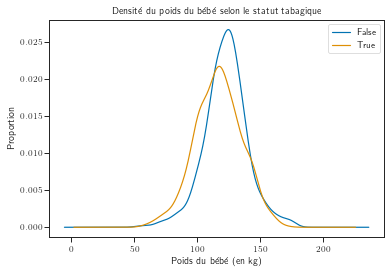 Densité du poids du bébé selon le statut tabagique
False
True
Proportion
0.025
0.020
0.015
0.010
0.005
0.000
0
50
100
150
200
Poids du bébé (en kg)